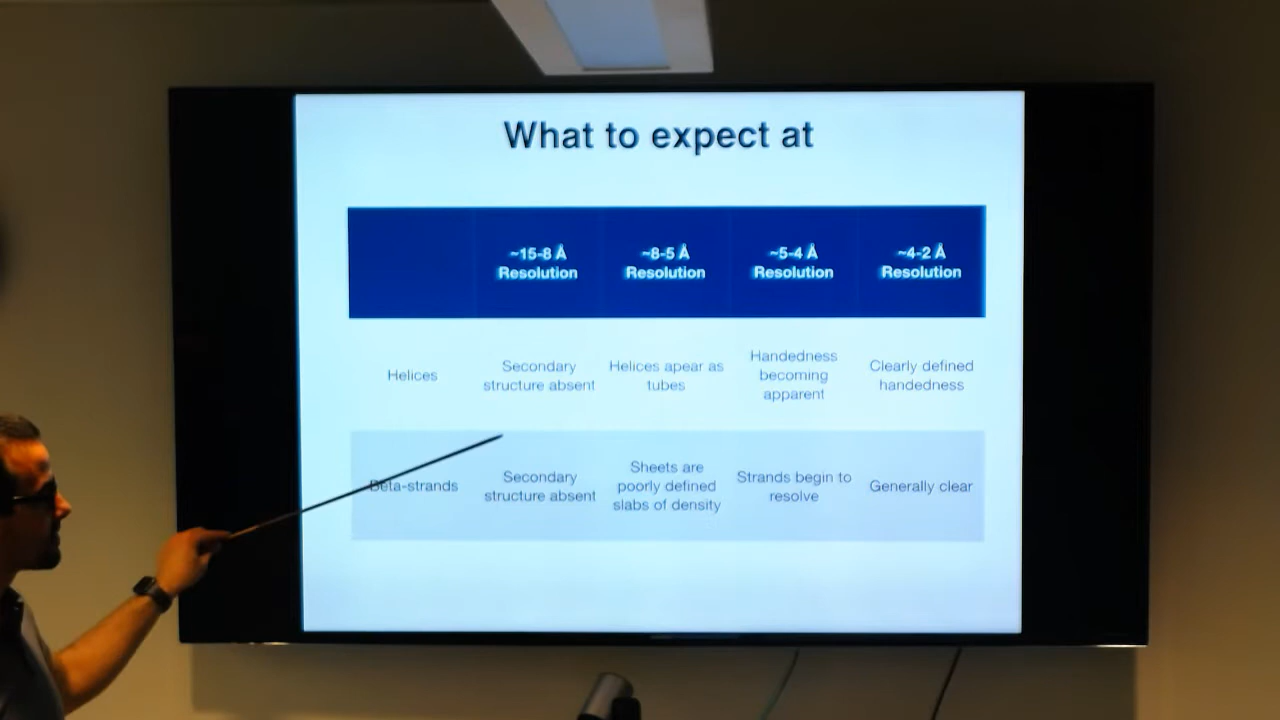 What to expect at
~15-8 Å
Resolution
~8-5 Å
Resolution
~5-4 Å
Resolution
~4-2 Å
Resolution
Helices
Secondary
structure absent
Helices apear as
tubes
Handedness
becoming
apparent
Clearly defined
handedness
Beta-strands
Secondary
structure absent
Sheets are
poorly defined
slabs of density
Strands begin to
resolve
Generally clear